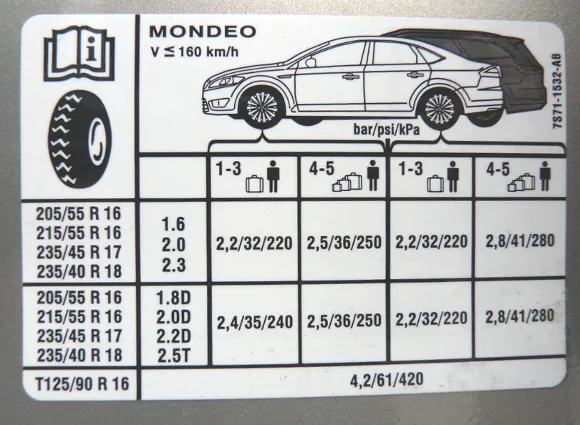 MONDEO
V ≤ 160 km/h
7S71-1532-AB
bar/psi/kPa
1-3 4-5 1-3 4-5
205/55 R 16
215/55 R 16
235/45 R 17
235/40 R 18
1.6
2.0
2.3
2,2/32/220 2,5/36/250 2,2/32/220 2,8/41/280
205/55 R 16
215/55 R 16
235/45 R 17
235/40 R 18
1.8D
2.0D
2.2D
2.5T
2,4/35/240 2,5/36/250 2,2/32/220 2,8/41/280
T125/90 R 16 4,2/61/420